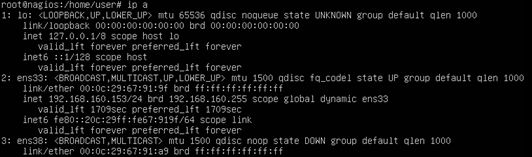 root@nagios:/home/user# ip a
1: lo: <LOOPBACK,UP,LOWER_UP> mtu 65536 qdisc noqueue state UNKNOWN group default qlen 1000
    link/loopback 00:00:00:00:00:00 brd 00:00:00:00:00:00
    inet 127.0.0.1/8 scope host lo
       valid_lft forever preferred_lft forever
    inet6 ::1/128 scope host
       valid_lft forever preferred_lft forever
2: ens33: <BROADCAST,MULTICAST,UP,LOWER_UP> mtu 1500 qdisc fq_codel state UP group default qlen 1000
    link/ether 00:0c:29:67:91:9f brd ff:ff:ff:ff:ff:ff
    inet 192.168.160.153/24 brd 192.168.160.255 scope global dynamic ens33
       valid_lft 1709sec preferred_lft 1709sec
    inet6 fe80::20c:29ff:fe67:919f/64 scope link
       valid_lft forever preferred_lft forever
3: ens38: <BROADCAST,MULTICAST> mtu 1500 qdisc noop state DOWN group default qlen 1000
    link/ether 00:0c:29:67:91:a9 brd ff:ff:ff:ff:ff:ff